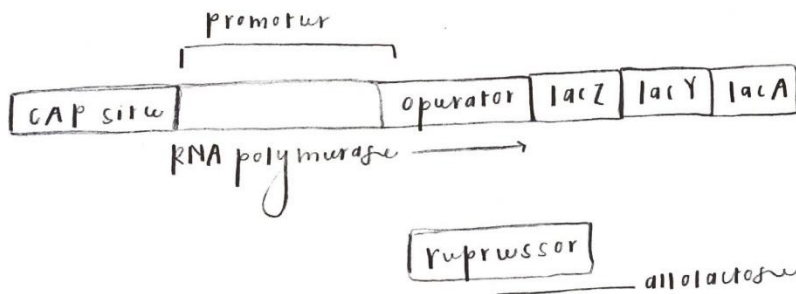 promoter
CAP site operator lacZ lacY lacA
RNA polymerase
repressor
allolactose